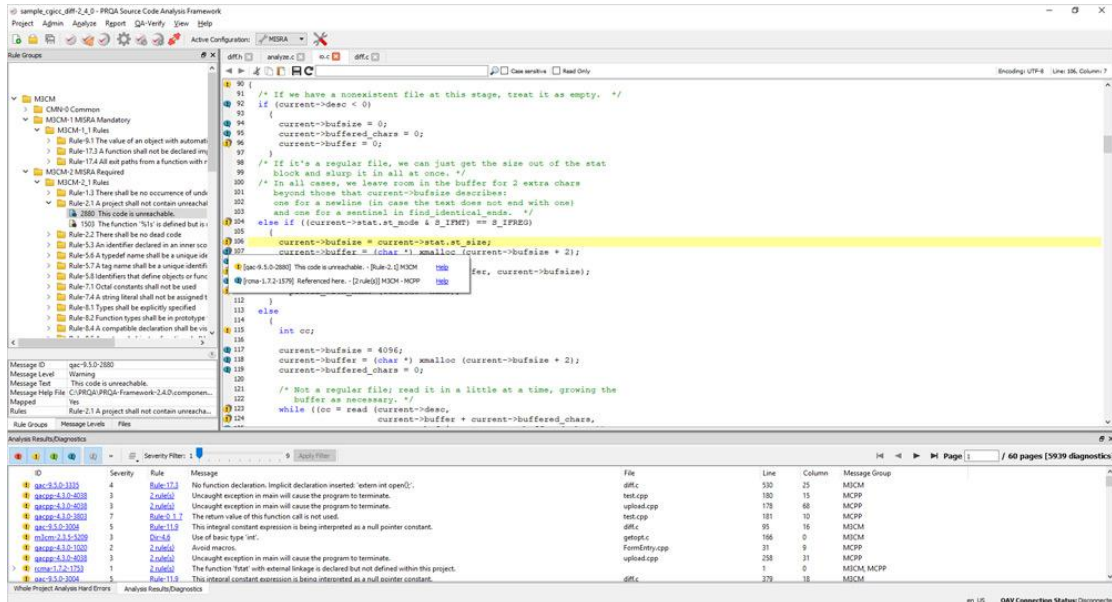 sample_cgicc_diff-2_4_0 - PRQA Source Code Analysis Framework
Project Admin Analyze Report QA-Verify View Help
Active Configuration: MISRA
Rule Groups
M3CM
CMN-0 Common
M3CM-1 MISRA Mandatory
M3CM-1_1 Rules
Rule-9.1 The value of an object with automati
Rule-17.3 A function shall not be declared imp
Rule-17.4 All exit paths from a function with r
M3CM-2 MISRA Required
M3CM-2_1 Rules
Rule-1.3 There shall be no occurrence of unde
Rule-2.1 A project shall not contain unreachal
2880 This code is unreachable.
1503 The function '%1s' is defined but is
Rule-2.2 There shall be no dead code
Rule-5.3 An identifier declared in an inner sco
Rule-5.6 A typedef name shall be a unique ide
Rule-5.7 A tag name shall be a unique identifi
Rule-5.8 Identifiers that define objects or func
Rule-7.1 Octal constants shall not be used
Rule-7.4 A string literal shall not be assigned t
Rule-8.1 Types shall be explicitly specified
Rule-8.2 Function types shall be in prototype
Rule-8.4 A compatible declaration shall be vis
Message ID qac-9.5.0-2880
Message Level Warning
Message Text This code is unreachable.
Message Help File C:\PRQA\PRQA-Framework-2.4.0\componen...
Mapped Yes
Rules Rule-2.1 A project shall not contain unreacha...
Rule Groups Message Levels Files
diff.h analyze.c io.c diff.c
Case sensitive Read Only Encoding: UTF-8 Line: 106, Column: 7
90 {
91 /* If we have a nonexistent file at this stage, treat it as empty. */
92 if (current->desc < 0)
93 {
94 current->bufsize = 0;
95 current->buffered_chars = 0;
96 current->buffer = 0;
97 }
98 /* If it's a regular file, we can just get the size out of the stat
99 block and slurp it in all at once. */
100 /* In all cases, we leave room in the buffer for 2 extra chars
101 beyond those that current->bufsize describes:
102 one for a newline (in case the text does not end with one)
103 and one for a sentinel in find_identical_ends. */
104 else if ((current->stat.st_mode & S_IFMT) == S_IFREG)
105 {
106 current->bufsize = current->stat.st_size;
107 current->buffer = (char *) xmalloc (current->bufsize + 2);
[qac-9.5.0-2880] This code is unreachable. - [Rule-2.1] M3CM Help
fer, current->bufsize);
[rcma-1.7.2-1579] Referenced here. - [2 rule(s)] M3CM - MCPP Help
112 }
113 else
114 {
115 int cc;
116
117 current->bufsize = 4096;
118 current->buffer = (char *) xmalloc (current->bufsize + 2);
119 current->buffered_chars = 0;
120
121 /* Not a regular file; read it in a little at a time, growing the
122 buffer as necessary. */
123 while ((cc = read (current->desc,
124 current->buffer + current->buffered_chars,
Analysis Results/Diagnostics
Severity Filter: 1 9 Apply Filter Page 1 / 60 pages [5939 diagnostics
ID Severity Rule Message File Line Column Message Group
qac-9.5.0-3335 4 Rule-17.3 No function declaration. Implicit declaration inserted: 'extern int open();'. diff.c 530 25 M3CM
qacpp-4.3.0-4038 3 2 rule(s) Uncaught exception in main will cause the program to terminate. test.cpp 180 15 MCPP
qacpp-4.3.0-4038 3 2 rule(s) Uncaught exception in main will cause the program to terminate. upload.cpp 178 68 MCPP
qacpp-4.3.0-3803 7 Rule-0_1_7 The return value of this function call is not used. test.cpp 181 10 MCPP
qac-9.5.0-3004 5 Rule-11.9 This integral constant expression is being interpreted as a null pointer constant. diff.c 95 16 M3CM
m3cm-2.3.5-5209 3 Dir-4.6 Use of basic type 'int'. getopt.c 166 0 M3CM
qacpp-4.3.0-1020 2 2 rule(s) Avoid macros. FormEntry.cpp 31 9 MCPP
qacpp-4.3.0-4038 3 2 rule(s) Uncaught exception in main will cause the program to terminate. upload.cpp 258 31 MCPP
rcma-1.7.2-1753 1 2 rule(s) The function 'fstat' with external linkage is declared but not defined within this project. 1 0 M3CM, MCPP
qac-9.5.0-3004 5 Rule-11.9 This integral constant expression is being interpreted as a null pointer constant. diff.c 379 18 M3CM
Whole Project Analysis Hard Errors Analysis Results/Diagnostics
en_US QAV Connection Status: Disconnecte